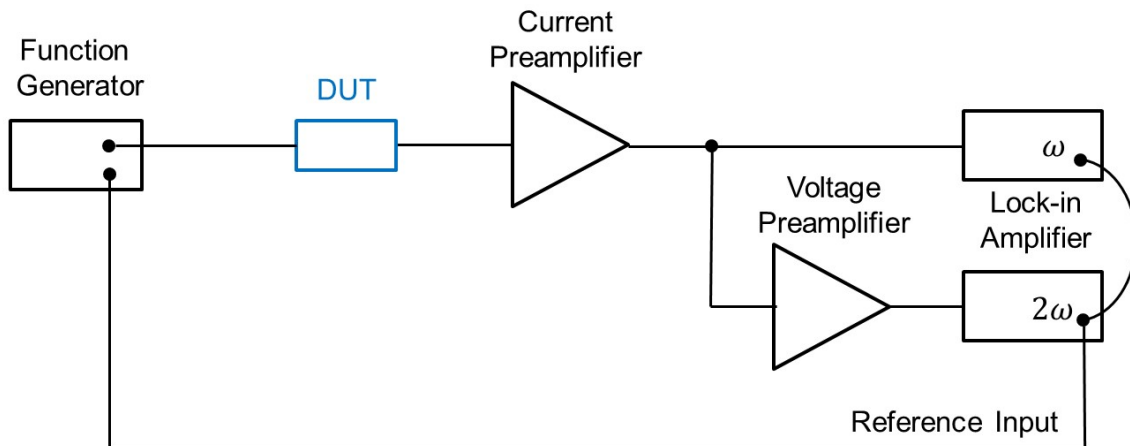 Function
Generator
DUT
Current
Preamplifier
ω
Voltage
Preamplifier
Lock-in
Amplifier
2ω
Reference Input